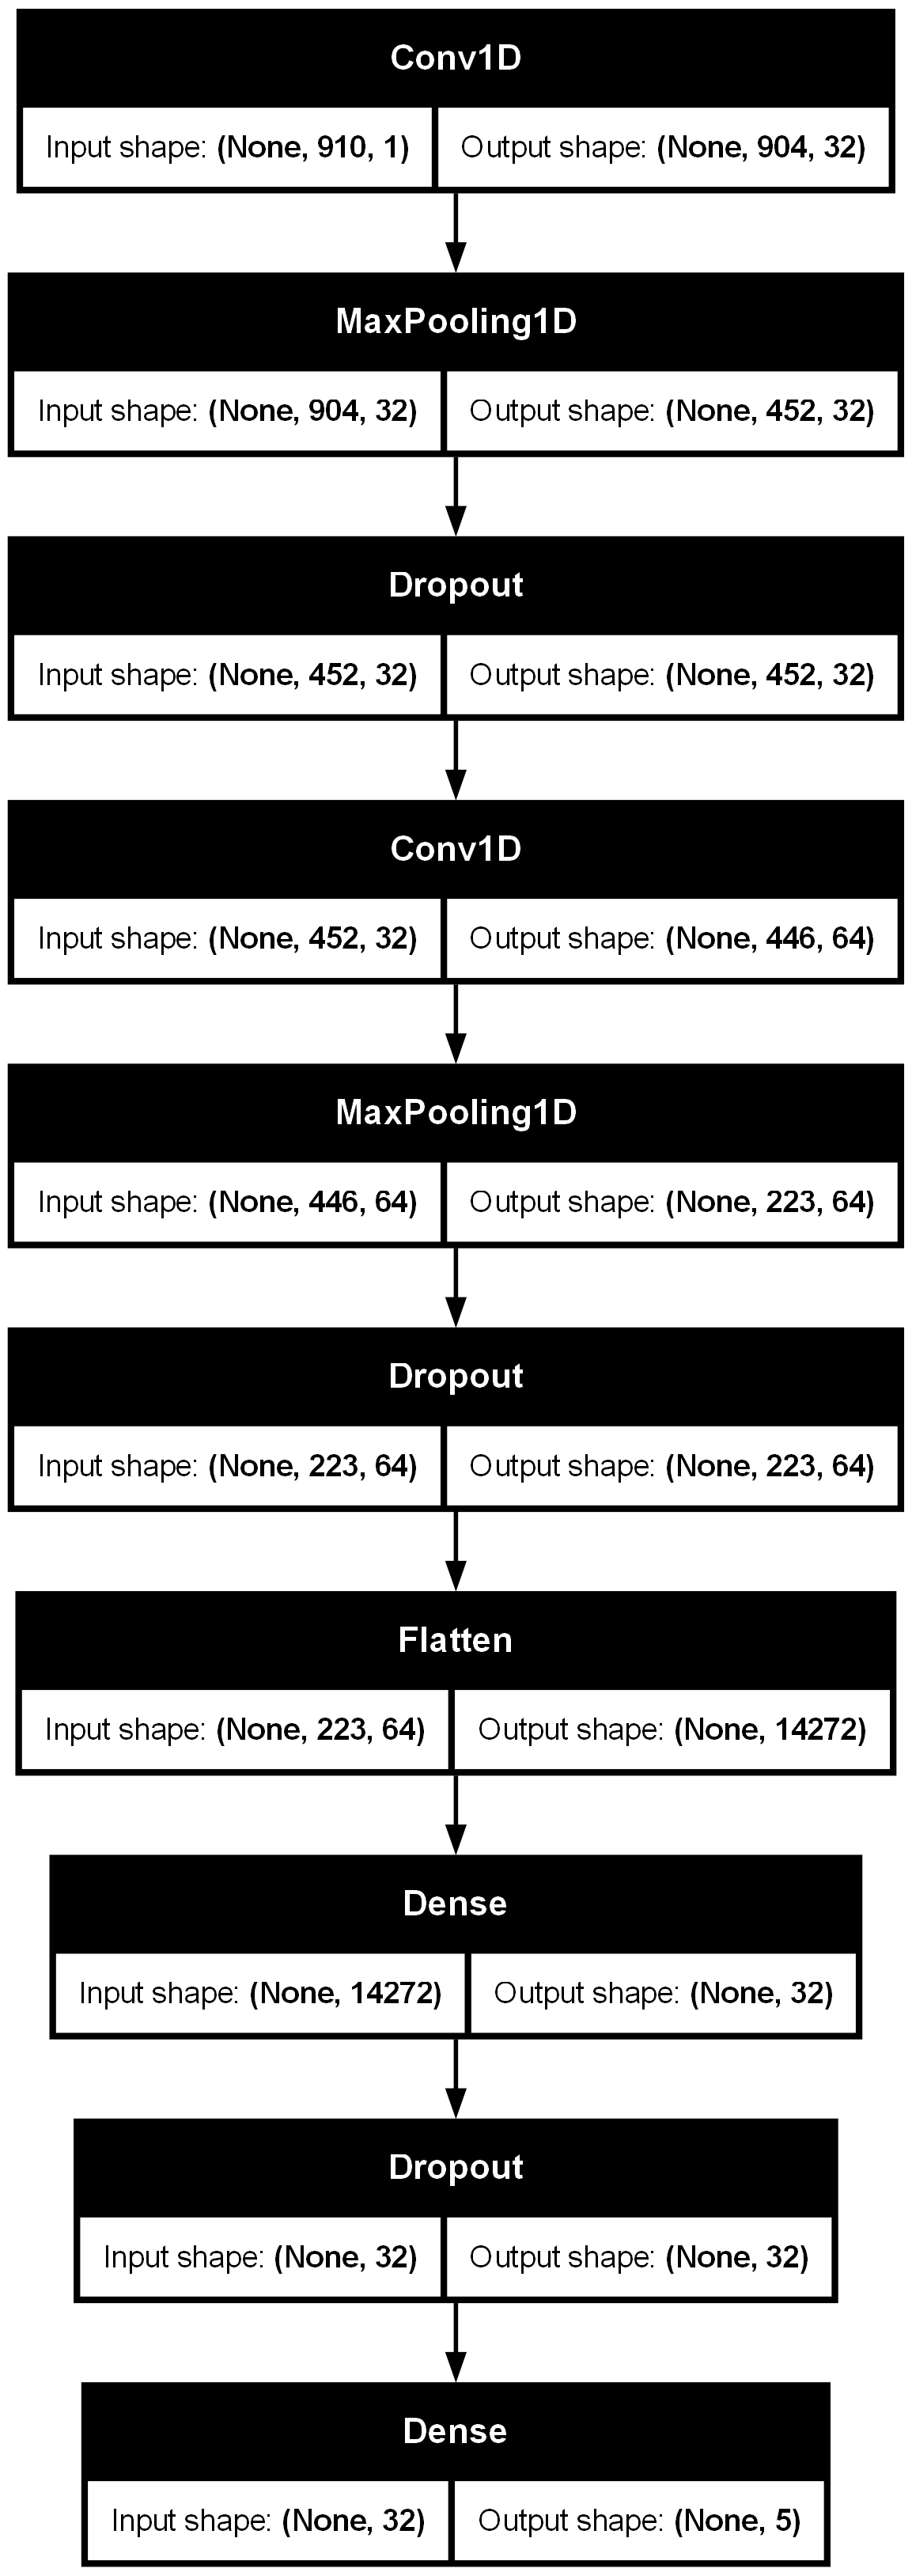 Conv1D
Input shape: (None, 910, 1) Output shape: (None, 904, 32)
MaxPooling1D
Input shape: (None, 904, 32) Output shape: (None, 452, 32)
Dropout
Input shape: (None, 452, 32) Output shape: (None, 452, 32)
Conv1D
Input shape: (None, 452, 32) Output shape: (None, 446, 64)
MaxPooling1D
Input shape: (None, 446, 64) Output shape: (None, 223, 64)
Dropout
Input shape: (None, 223, 64) Output shape: (None, 223, 64)
Flatten
Input shape: (None, 223, 64) Output shape: (None, 14272)
Dense
Input shape: (None, 14272) Output shape: (None, 32)
Dropout
Input shape: (None, 32) Output shape: (None, 32)
Dense
Input shape: (None, 32) Output shape: (None, 5)